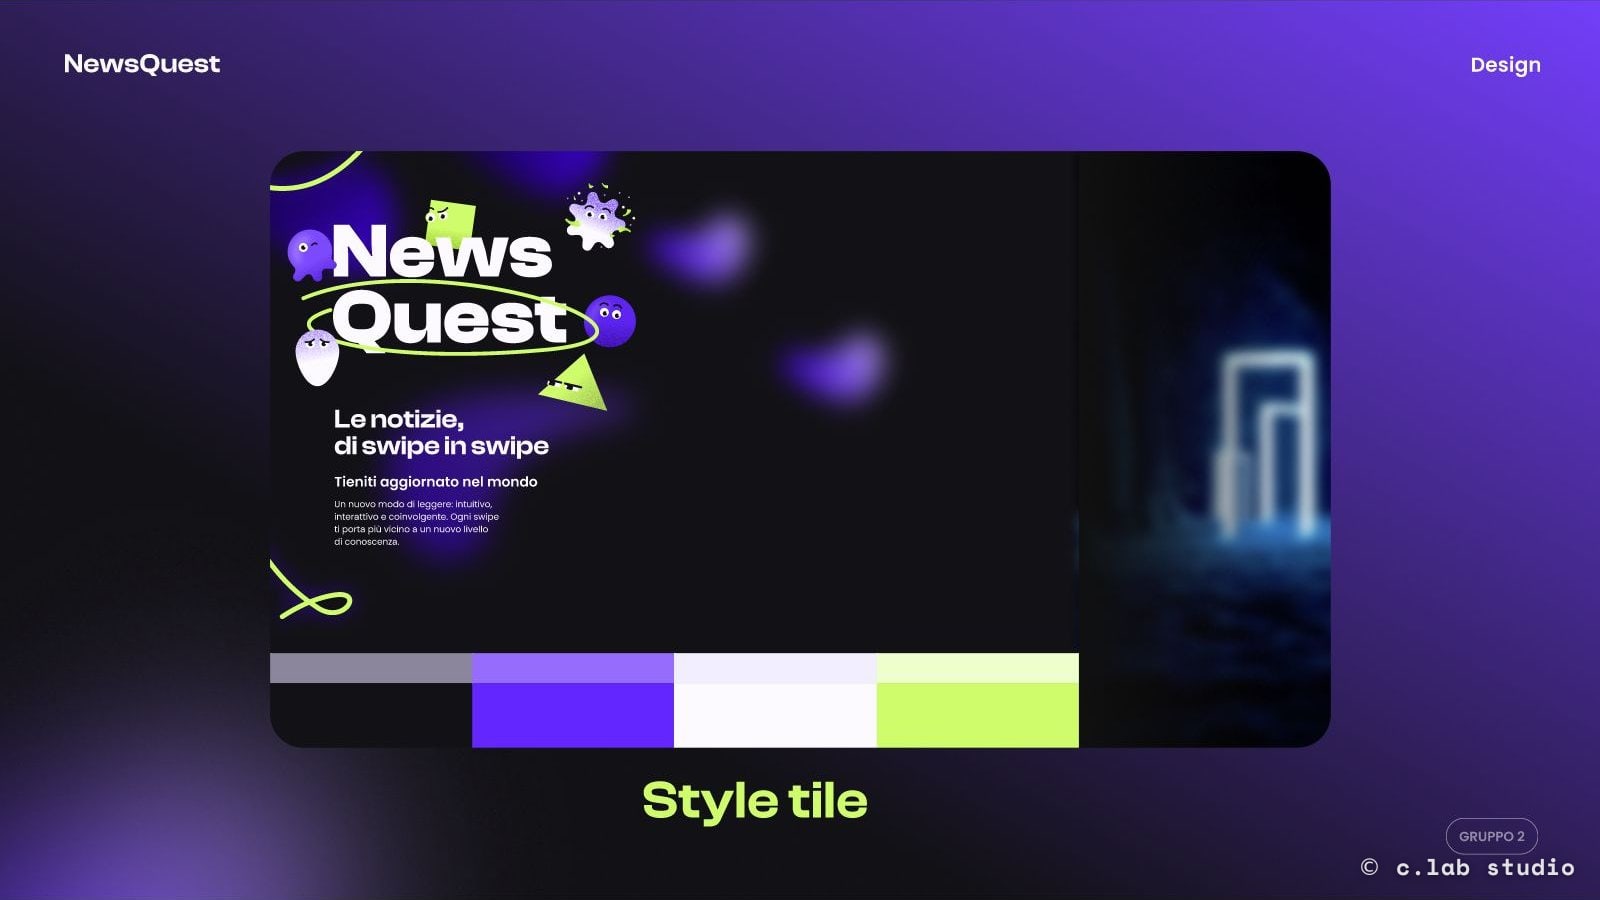 NewsQuest
Design
News
Quest
Le notizie,
di swipe in swipe
Tieniti aggiornato nel mondo
Un nuovo modo di leggere: intuitivo,
interattivo e coinvolgente. Ogni swipe
ti porta più vicino a un nuovo livello
di conoscenza.
Style tile
GRUPPO 2
© c.lab studio